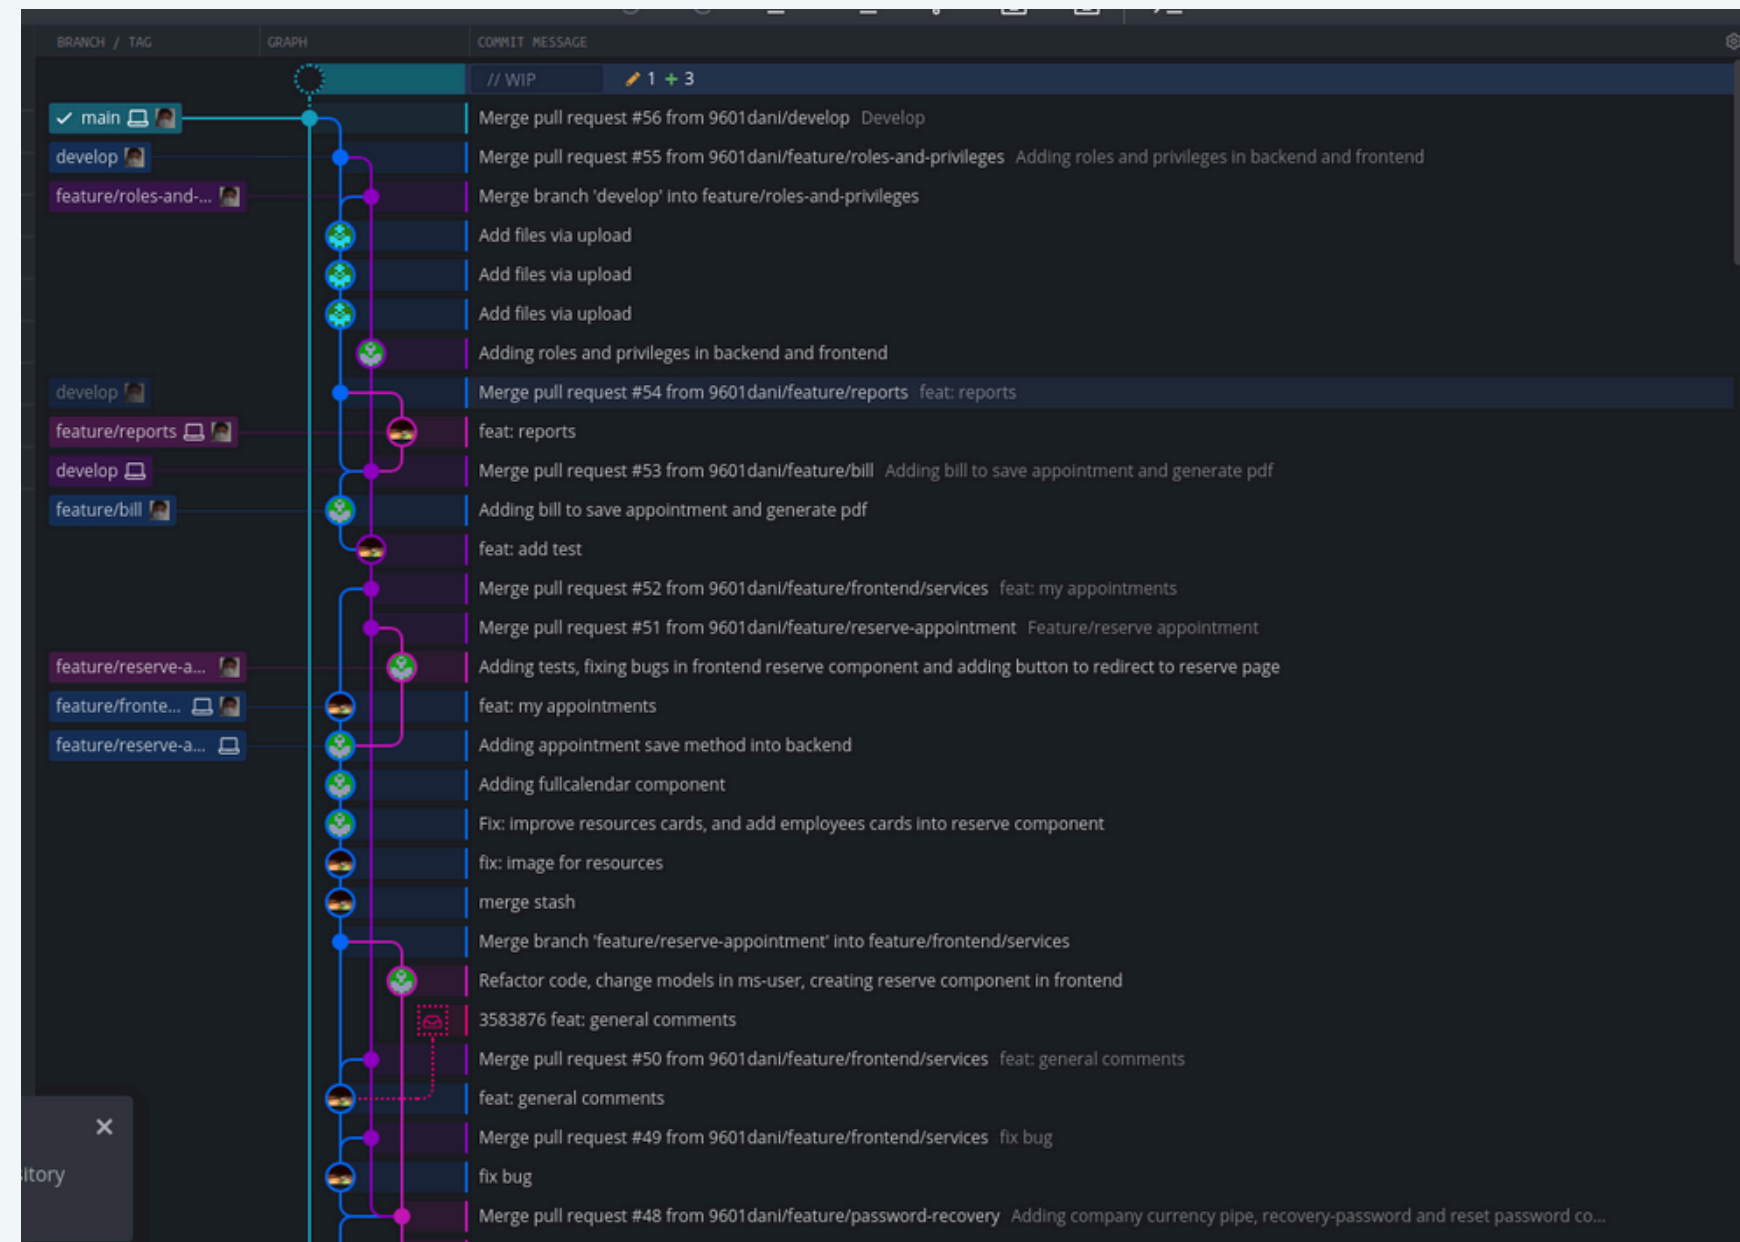 BRANCH / TAG GRAPH COMMIT MESSAGE
// WIP 1 + 3
main Merge pull request #56 from 9601dani/develop Develop
develop Merge pull request #55 from 9601dani/feature/roles-and-privileges Adding roles and privileges in backend and frontend
feature/roles-and-... Merge branch 'develop' into feature/roles-and-privileges
Add files via upload
Add files via upload
Add files via upload
Adding roles and privileges in backend and frontend
develop Merge pull request #54 from 9601dani/feature/reports feat: reports
feature/reports feat: reports
develop Merge pull request #53 from 9601dani/feature/bill Adding bill to save appointment and generate pdf
feature/bill Adding bill to save appointment and generate pdf
feat: add test
Merge pull request #52 from 9601dani/feature/frontend/services feat: my appointments
Merge pull request #51 from 9601dani/feature/reserve-appointment Feature/reserve appointment
feature/reserve-a... Adding tests, fixing bugs in frontend reserve component and adding button to redirect to reserve page
feature/fronte... feat: my appointments
feature/reserve-a... Adding appointment save method into backend
Adding fullcalendar component
Fix: improve resources cards, and add employees cards into reserve component
fix: image for resources
merge stash
Merge branch 'feature/reserve-appointment' into feature/frontend/services
Refactor code, change models in ms-user, creating reserve component in frontend
3583876 feat: general comments
Merge pull request #50 from 9601dani/feature/frontend/services feat: general comments
feat: general comments
Merge pull request #49 from 9601dani/feature/frontend/services fix bug
itory fix bug
Merge pull request #48 from 9601dani/feature/password-recovery Adding company currency pipe, recovery-password and reset password co...